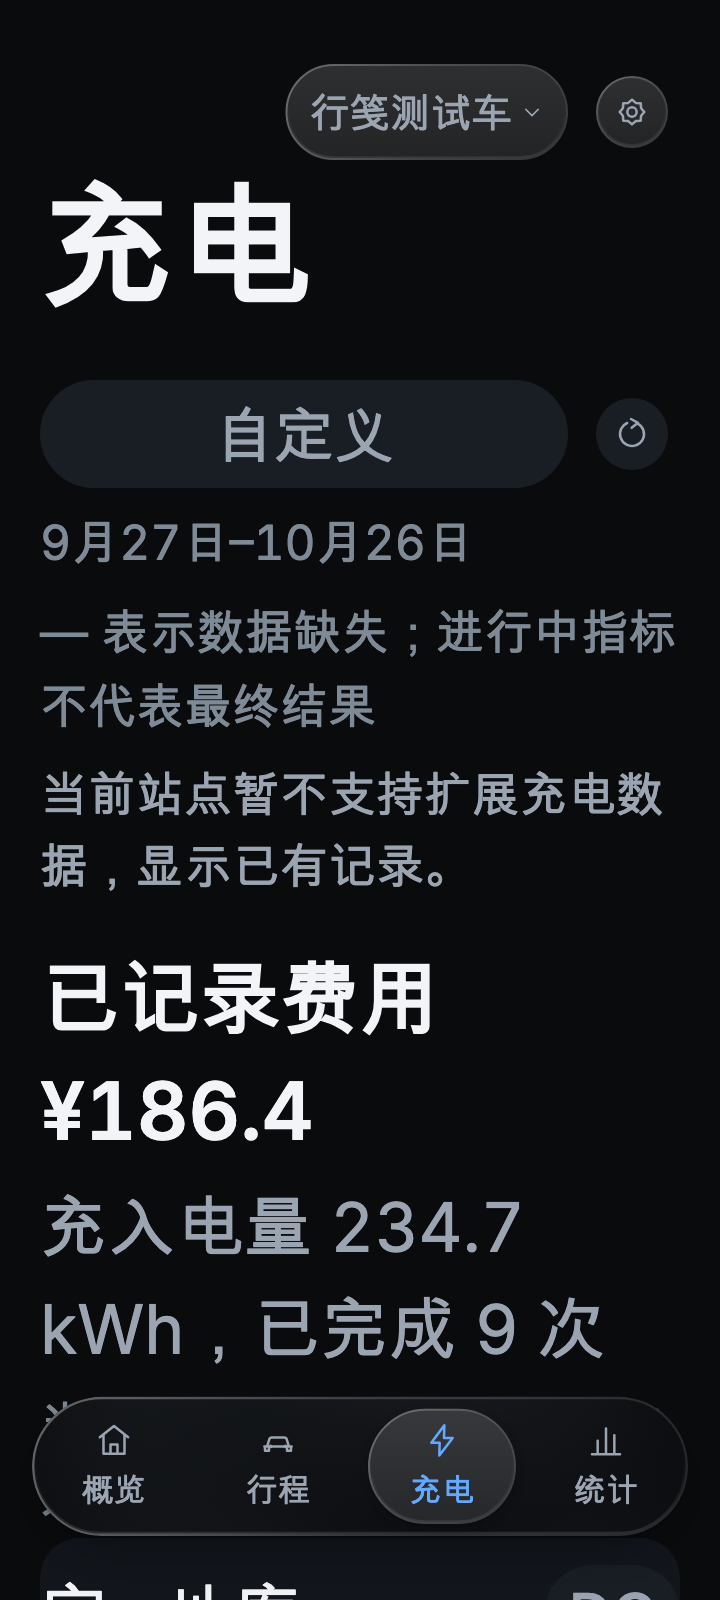 行笺测试车
充电
自定义
9月27日–10月26日
— 表示数据缺失；进行中指标
不代表最终结果
当前站点暂不支持扩展充电数
据，显示已有记录。
已记录费用
¥186.4
充入电量 234.7
kWh，已完成 9 次
概览 行程 充电 统计